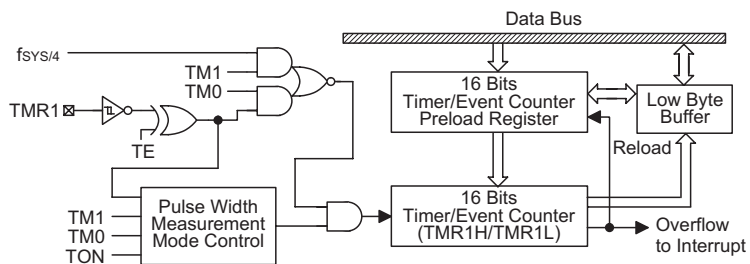 Data Bus
fSYS/4
TM1
TM0
TMR1
TE
16 Bits
Timer/Event Counter
Preload Register
Low Byte
Buffer
Reload
TM1
TM0
TON
Pulse Width
Measurement
Mode Control
16 Bits
Timer/Event Counter
(TMR1H/TMR1L)
Overflow
to Interrupt